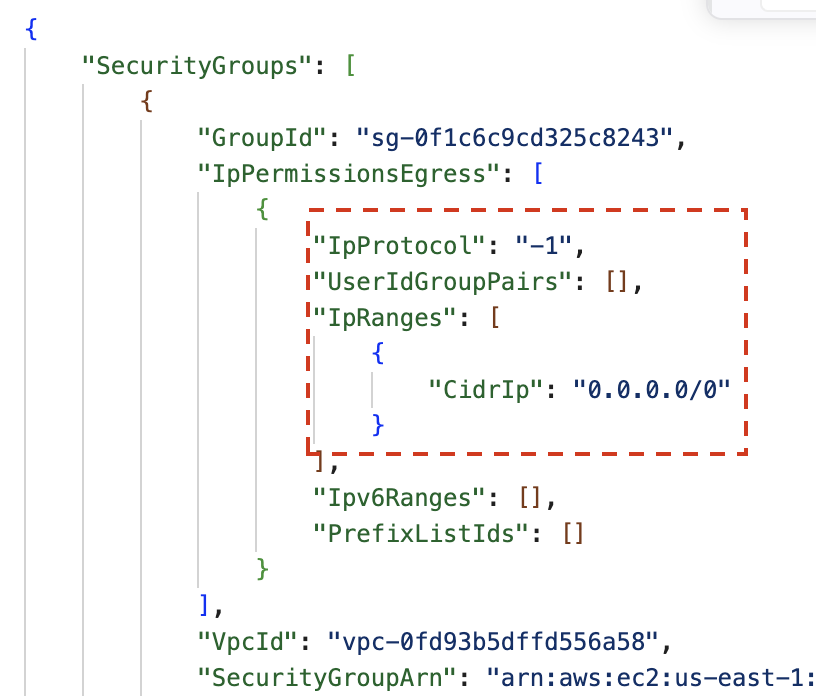 {
"SecurityGroups": [
{
"GroupId": "sg-0f1c6c9cd325c8243",
"IpPermissionsEgress": [
{
"IpProtocol": "-1",
"UserIdGroupPairs": [],
"IpRanges": [
{
"CidrIp": "0.0.0.0/0"
}
],
"Ipv6Ranges": [],
"PrefixListIds": []
}
],
"VpcId": "vpc-0fd93b5dffd556a58",
"SecurityGroupArn": "arn:aws:ec2:us-east-1: